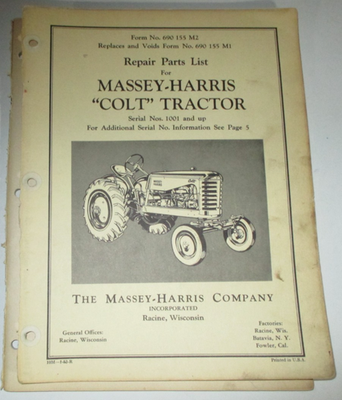 Form No. 690 155 M2
Replaces and Voids Form No. 690 155 M1
Repair Parts List
For
MASSEY-HARRIS
"COLT" TRACTOR
Serial Nos. 1001 and up
For Additional Serial No. Information See Page 5
THE MASSEY-HARRIS COMPANY
INCORPORATED
Racine, Wisconsin
General Offices
Racine, Wisconsin
Factories:
Racine, Wis.
Batavia, N. Y.
Fowler, Cal.
Printed in U.S.A.